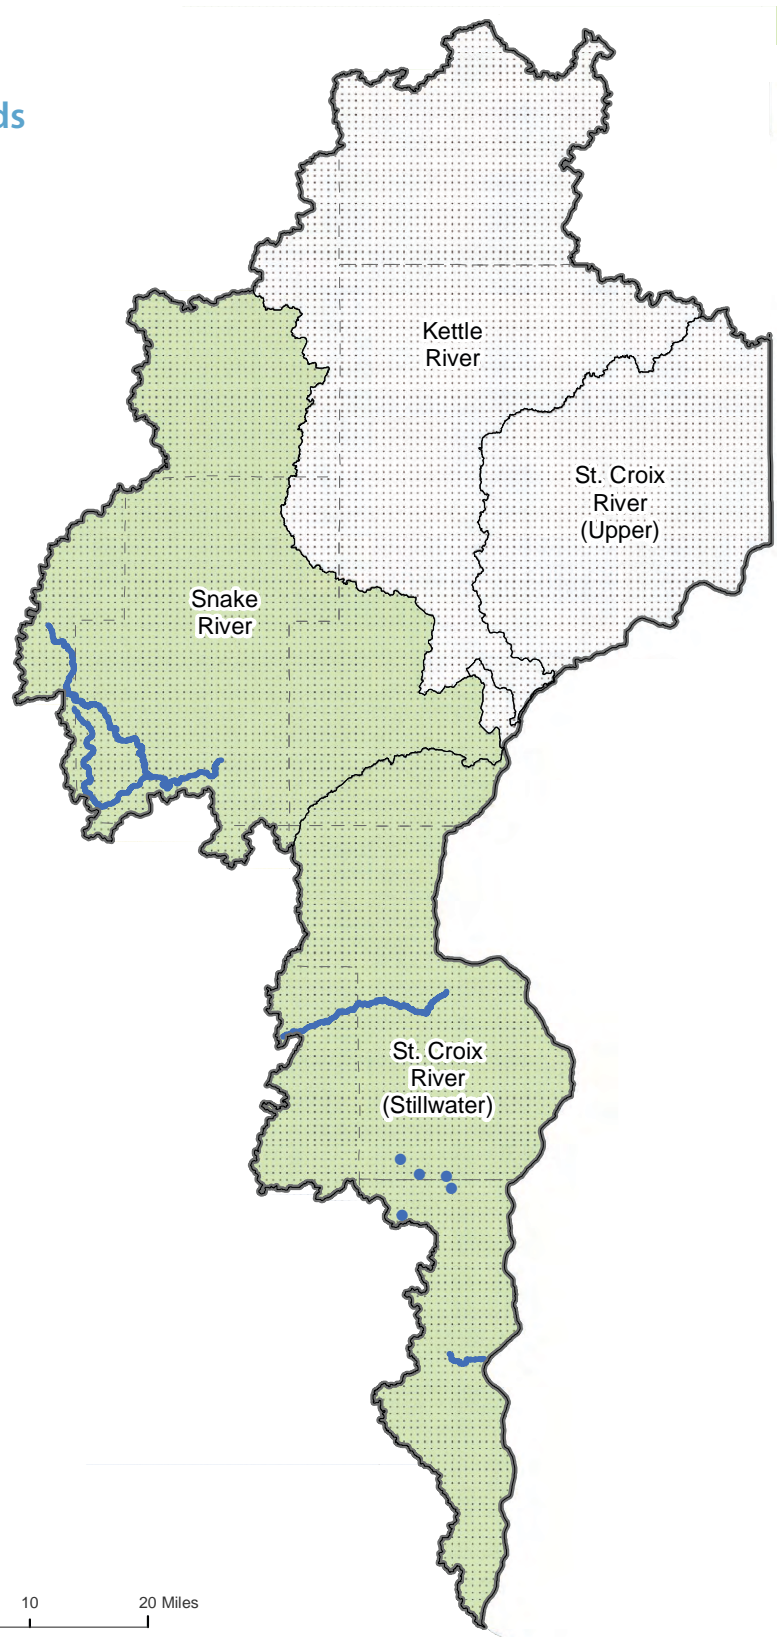 ds
Kettle
River
St. Croix
River
(Upper)
Snake
River
St. Croix
River
(Stillwater)
10
20 Miles